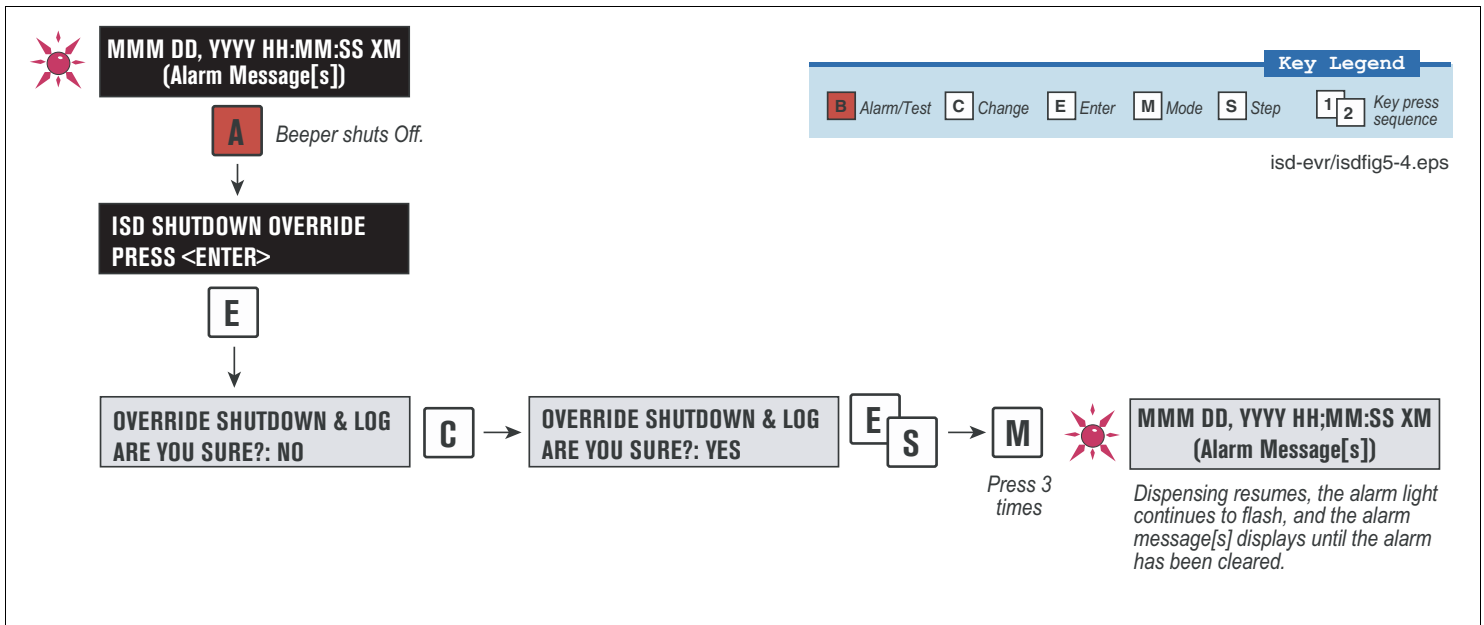 MMM DD, YYYY HH:MM:SS XM
(Alarm Message[s])
A
Beeper shuts Off.
Key Legend
B Alarm/Test C Change E Enter M Mode S Step 1 2 Key press
sequence
isd-evr/isdfig5-4.eps
ISD SHUTDOWN OVERRIDE
PRESS <ENTER>
E
OVERRIDE SHUTDOWN & LOG
ARE YOU SURE?: NO
C
OVERRIDE SHUTDOWN & LOG
ARE YOU SURE?: YES
E
S
M
Press 3
times
MMM DD, YYYY HH;MM:SS XM
(Alarm Message[s])
Dispensing resumes, the alarm light
continues to flash, and the alarm
message[s] displays until the alarm
has been cleared.